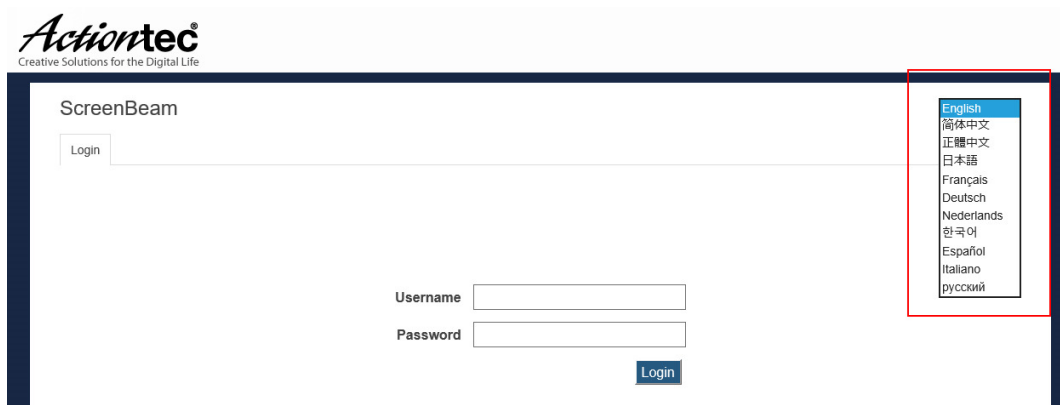 Actiontec®
Creative Solutions for the Digital Life
ScreenBeam
Login
English
简体中文
正體中文
日本語
Français
Deutsch
Nederlands
한국어
Español
Italiano
русский
Username
Password
Login